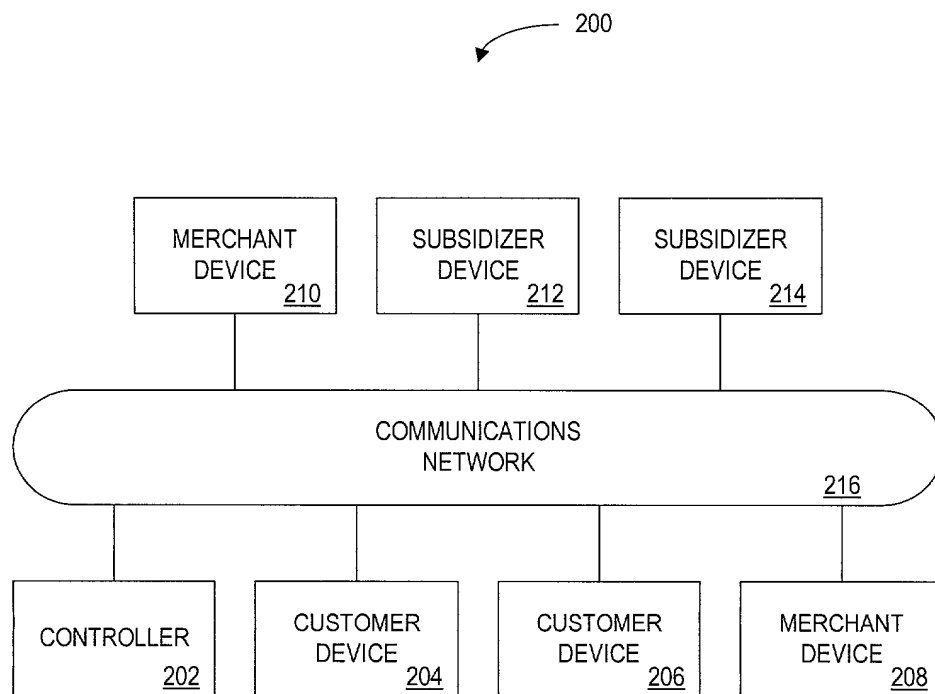 200
MERCHANT
DEVICE
210
SUBSIDIZER
DEVICE
212
SUBSIDIZER
DEVICE
214
COMMUNICATIONS
NETWORK
216
CONTROLLER
202
CUSTOMER
DEVICE
204
CUSTOMER
DEVICE
206
MERCHANT
DEVICE
208